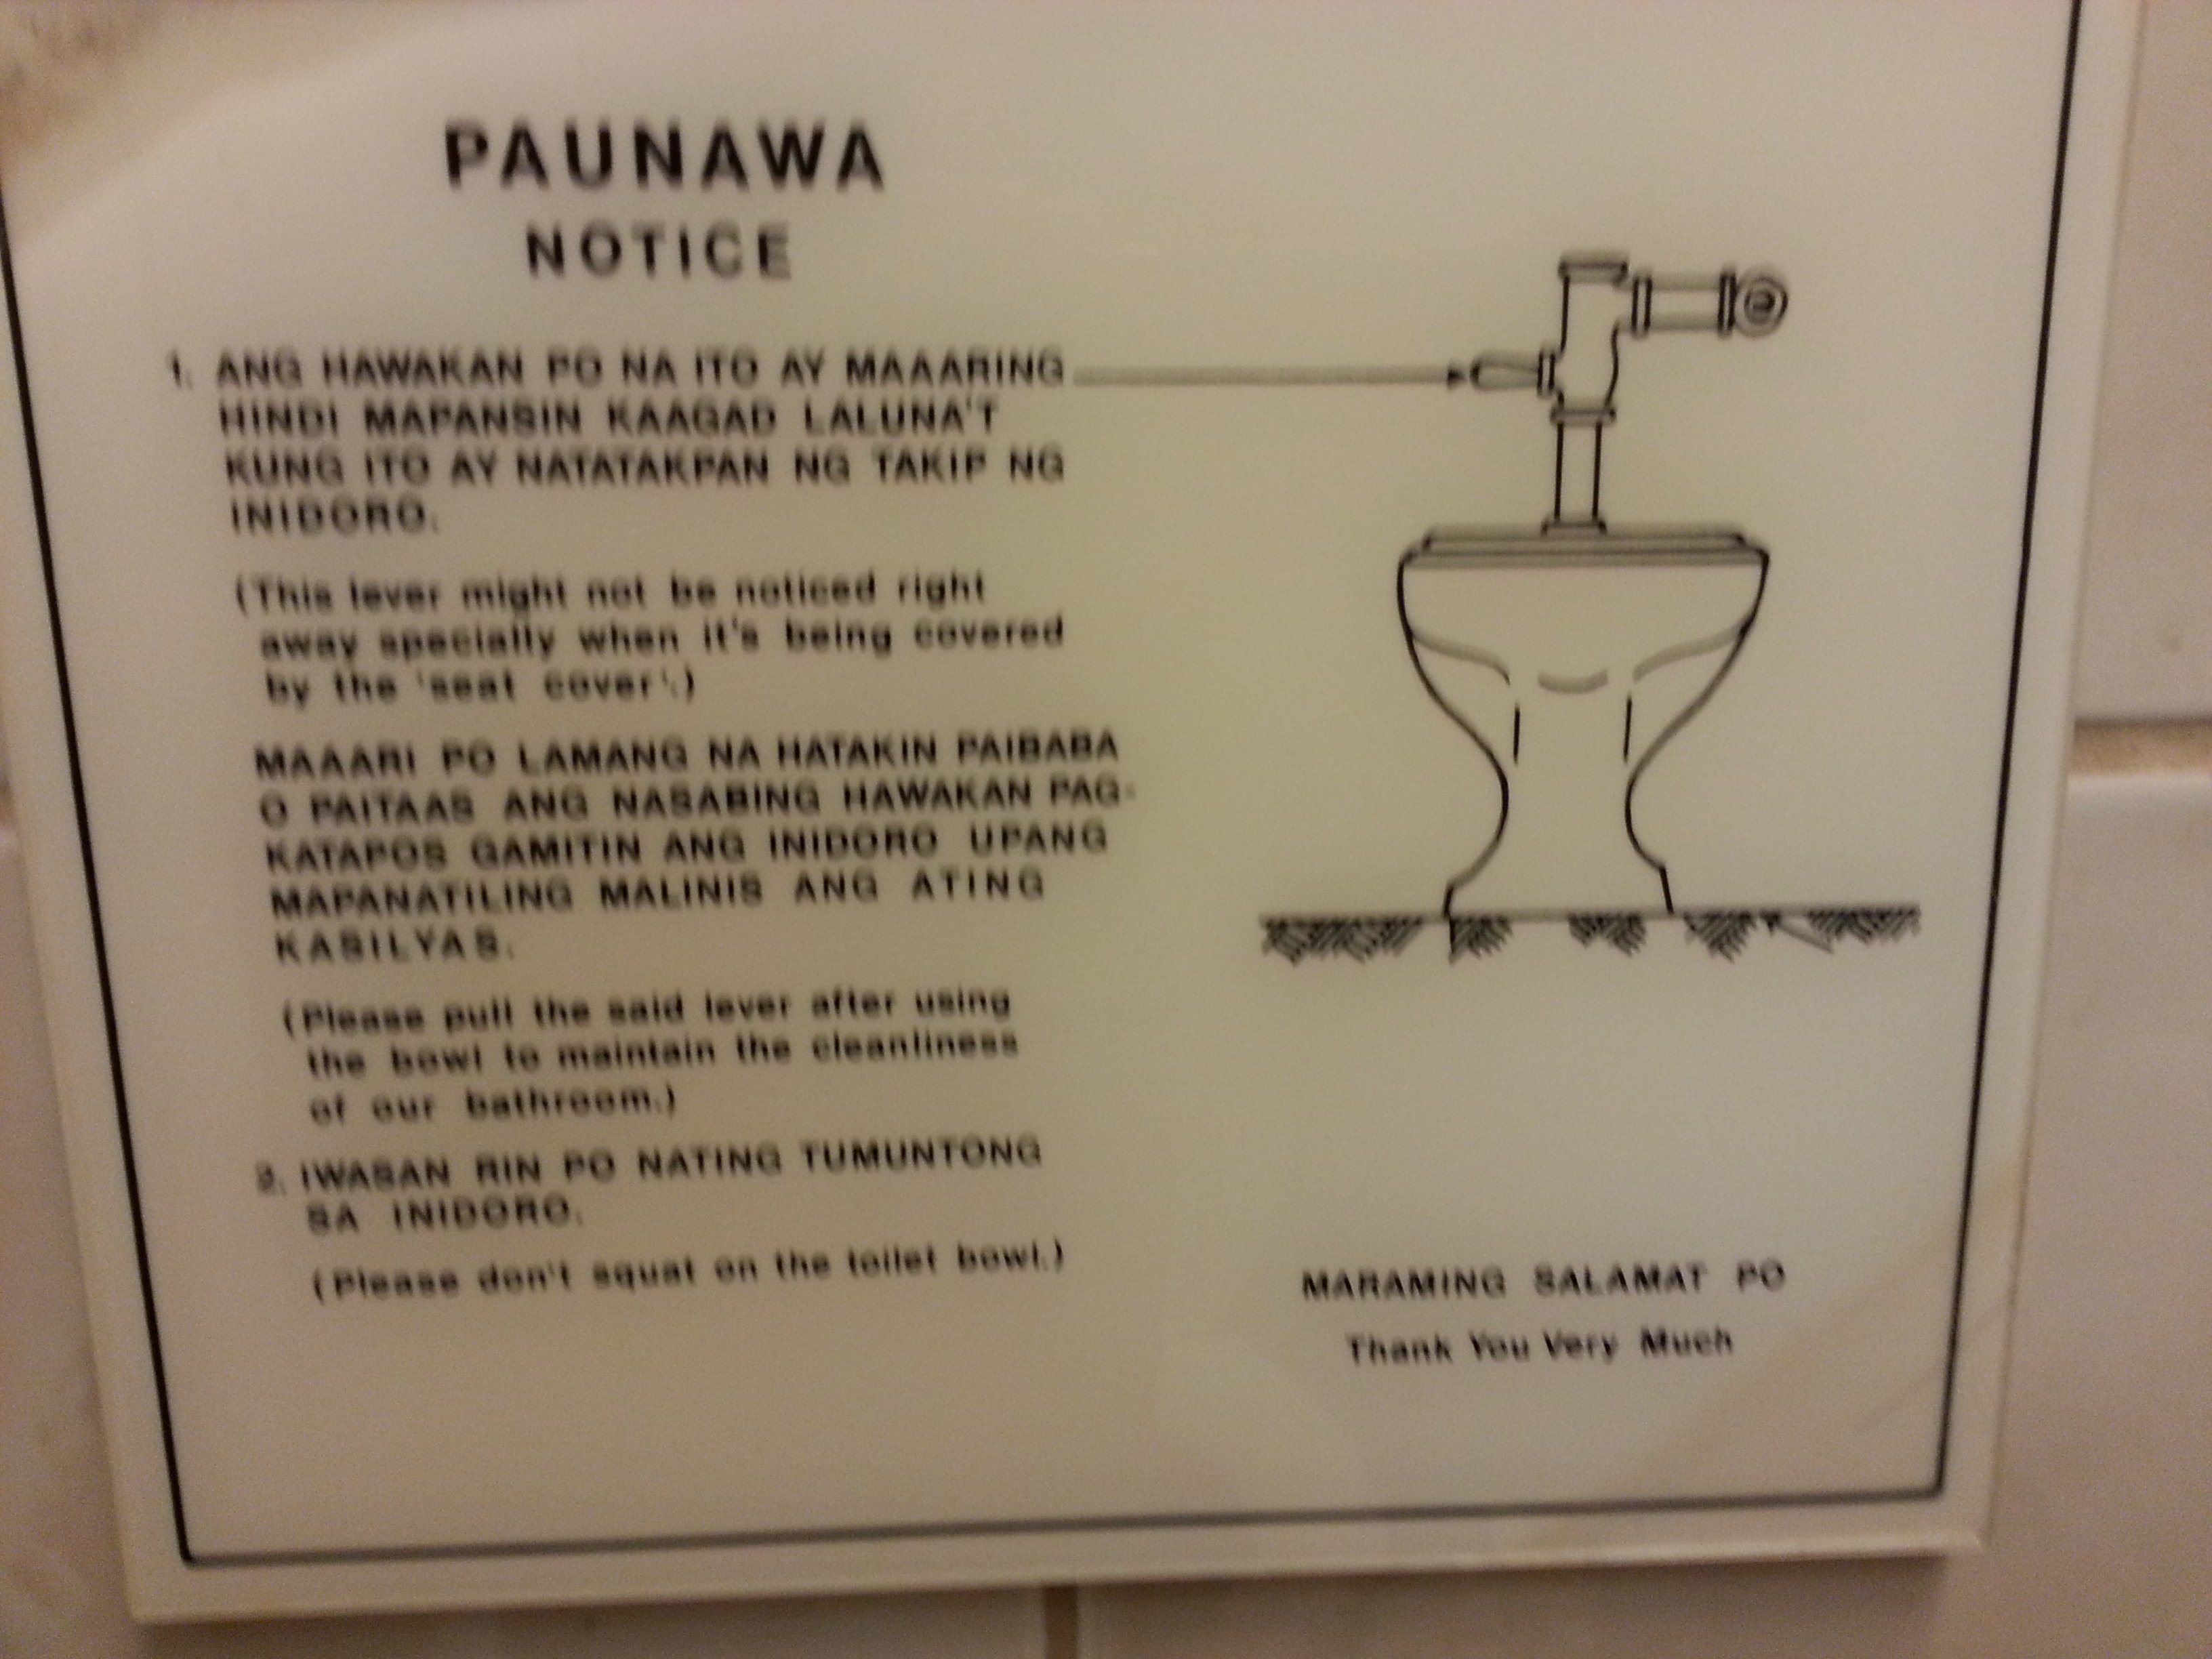 PAUNAWA
NOTICE
1. ANG HAWAKAN PO NA ITO AY MAAARING
HINDI MAPANSIN KAAGAD LALUNA'T
KUNG ITO AY NATATAKPAN NG TAKIP NG
INIDORO.
(This lever might not be noticed right
away specially when it's being covered
by the 'seat cover'.)
MAAARI PO LAMANG NA HATAKIN PAIBABA
O PAITAAS ANG NASABING HAWAKAN PAG-
KATAPOS GAMITIN ANG INIDORO UPANG
MAPANATILING MALINIS ANG ATING
KASILYAS.
(Please pull the said lever after using
the bowl to maintain the cleanliness
of our bathroom.)
2. IWASAN RIN PO NATING TUMUNTONG
SA INIDORO.
(Please don't squat on the toilet bowl.)
MARAMING SALAMAT PO
Thank You Very Much